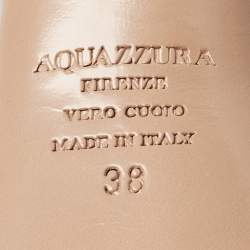 AQUAZZURA
FIRENZE
VERO CUOIO
MADE IN ITALY
38